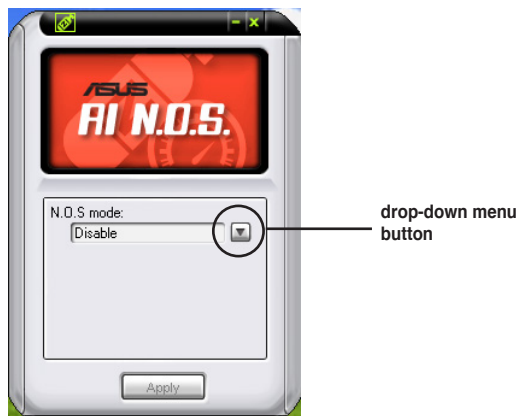 ASUS
AI N.O.S.
N.O.S mode:
Disable
drop-down menu
button
Apply